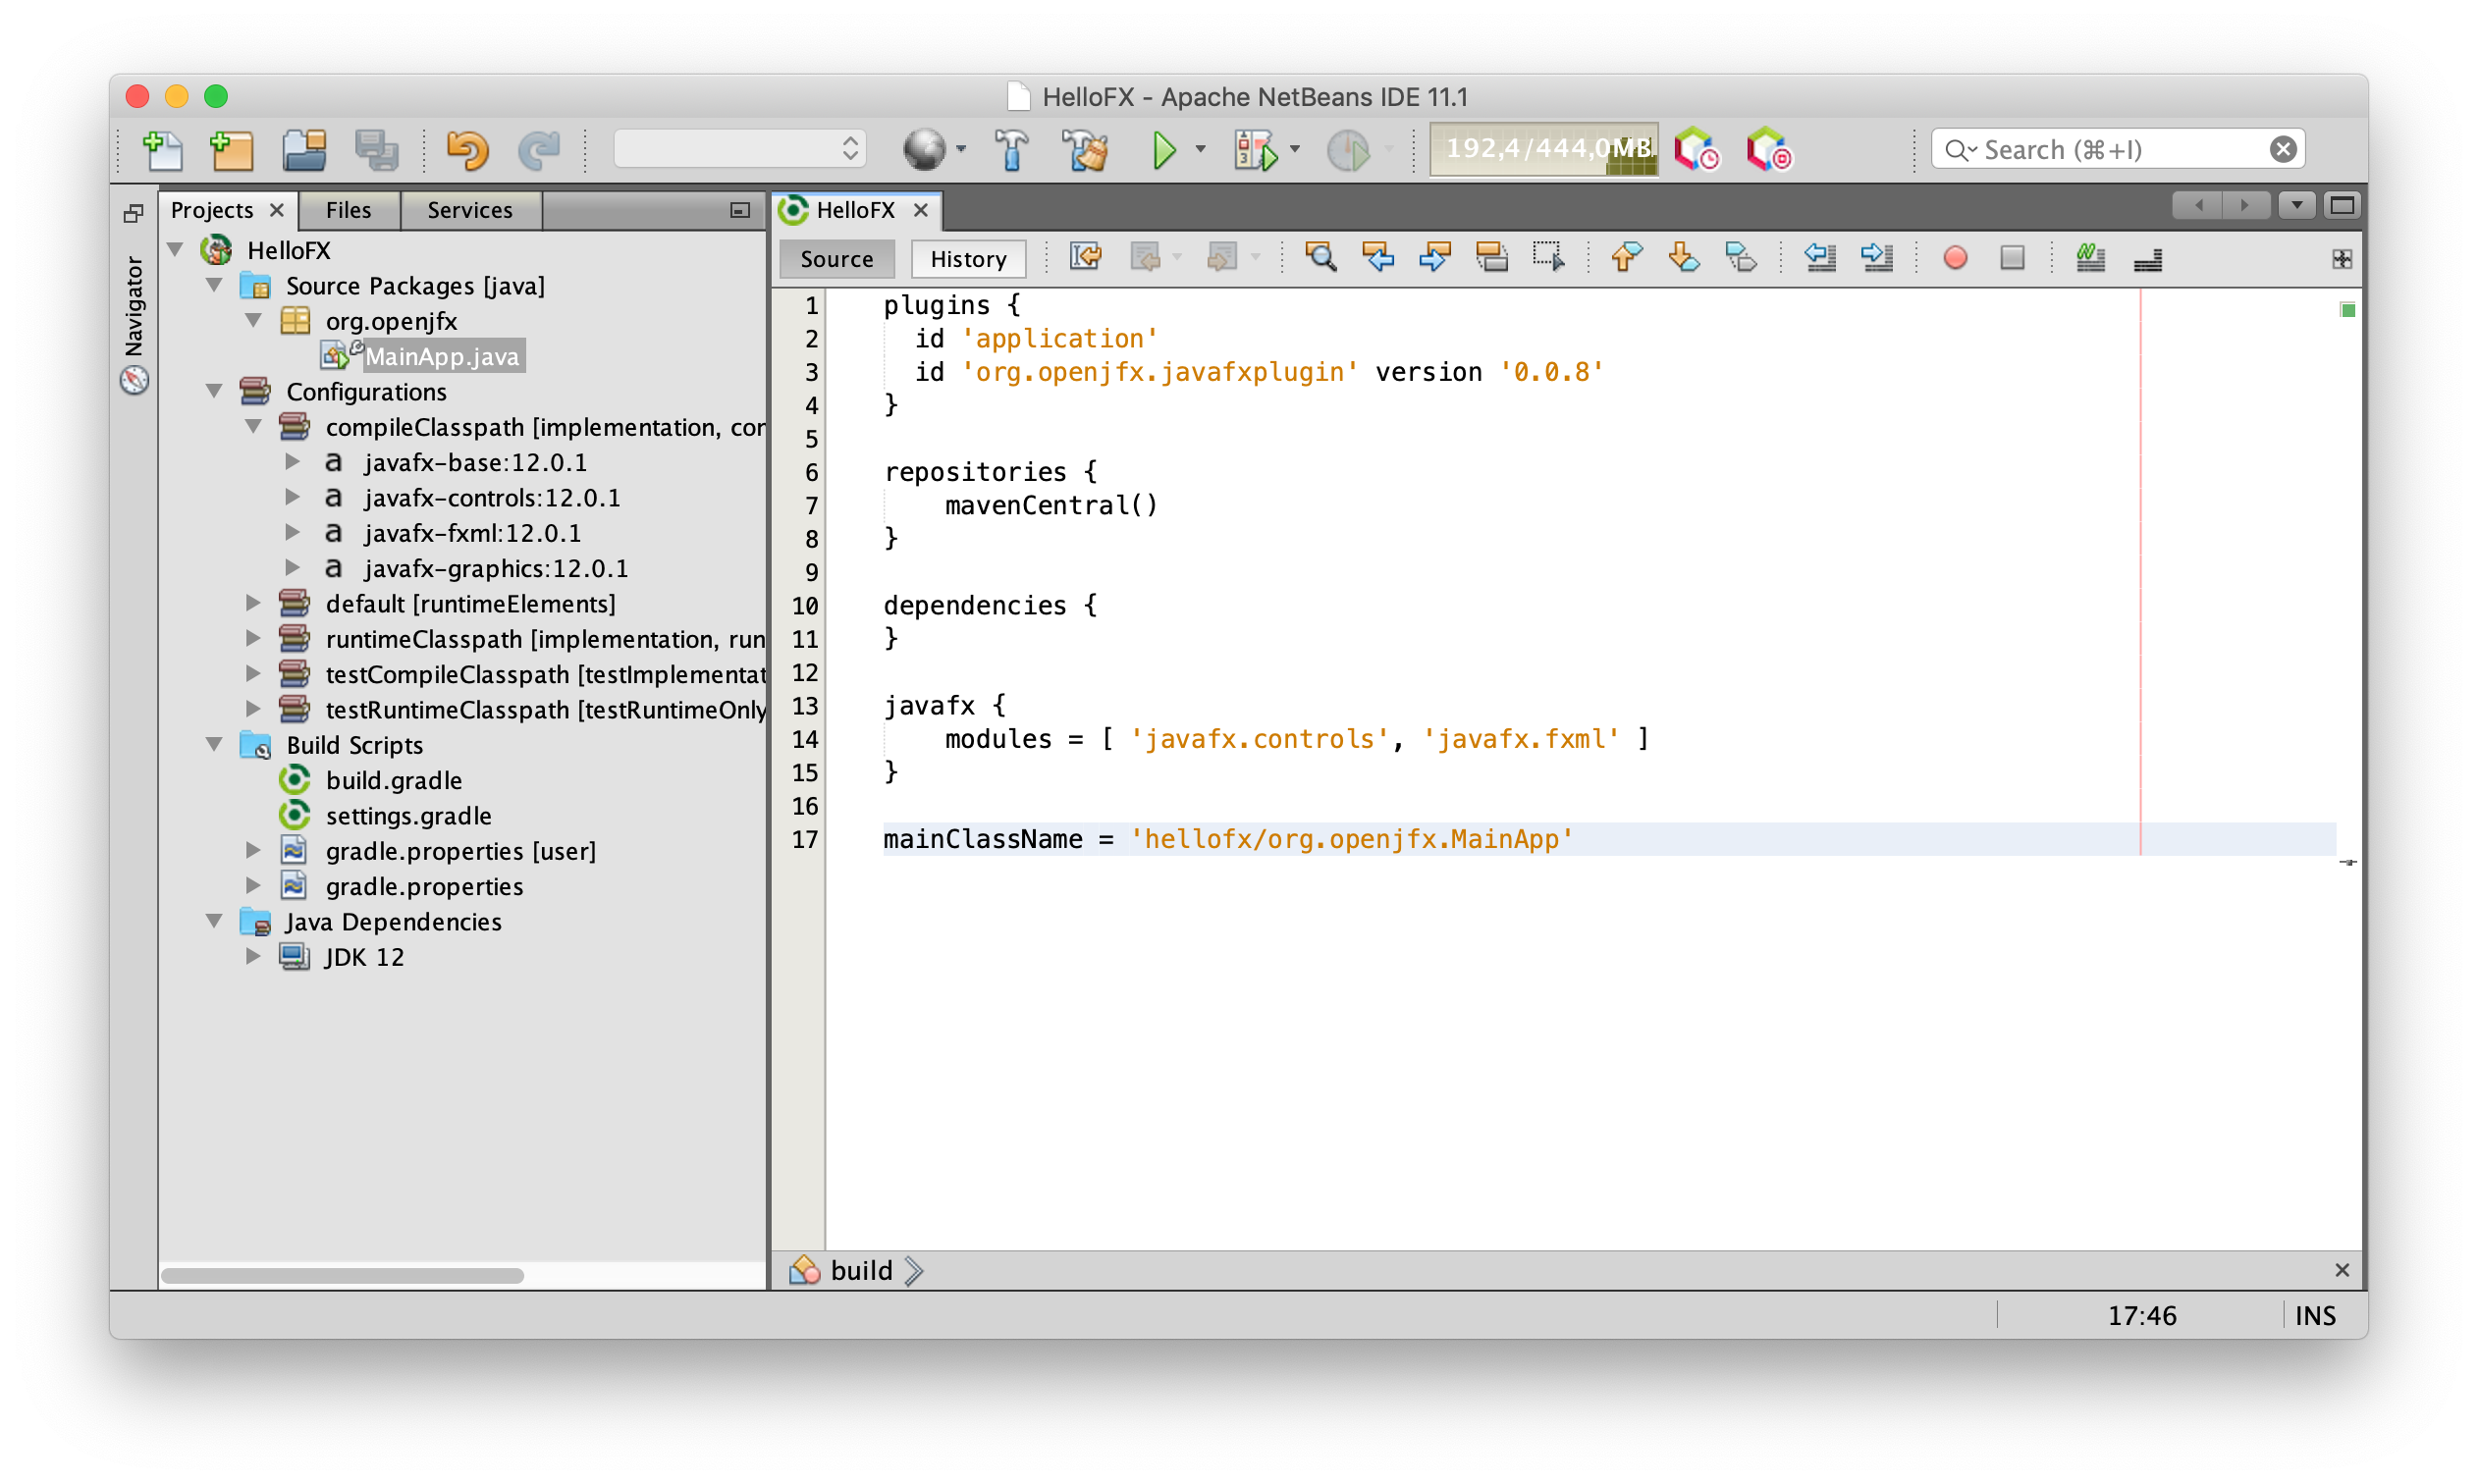 HelloFX - Apache NetBeans IDE 11.1
192,4/444,0MB
Search (⌘+I)
Projects
Files
Services
Navigator
HelloFX
Source Packages [java]
org.openjfx
MainApp.java
Configurations
compileClasspath [implementation, cor
a javafx-base:12.0.1
a javafx-controls:12.0.1
a javafx-fxml:12.0.1
a javafx-graphics:12.0.1
default [runtimeElements]
runtimeClasspath [implementation, run
testCompileClasspath [testImplementat
testRuntimeClasspath [testRuntimeOnly
Build Scripts
build.gradle
settings.gradle
gradle.properties [user]
gradle.properties
Java Dependencies
JDK 12
HelloFX
Source
History
1 plugins {
2 id 'application'
3 id 'org.openjfx.javafxplugin' version '0.0.8'
4 }
5
6 repositories {
7 mavenCentral()
8 }
9
10 dependencies {
11 }
12
13 javafx {
14 modules = [ 'javafx.controls', 'javafx.fxml' ]
15 }
16
17 mainClassName = 'hellofx/org.openjfx.MainApp'
build
17:46
INS